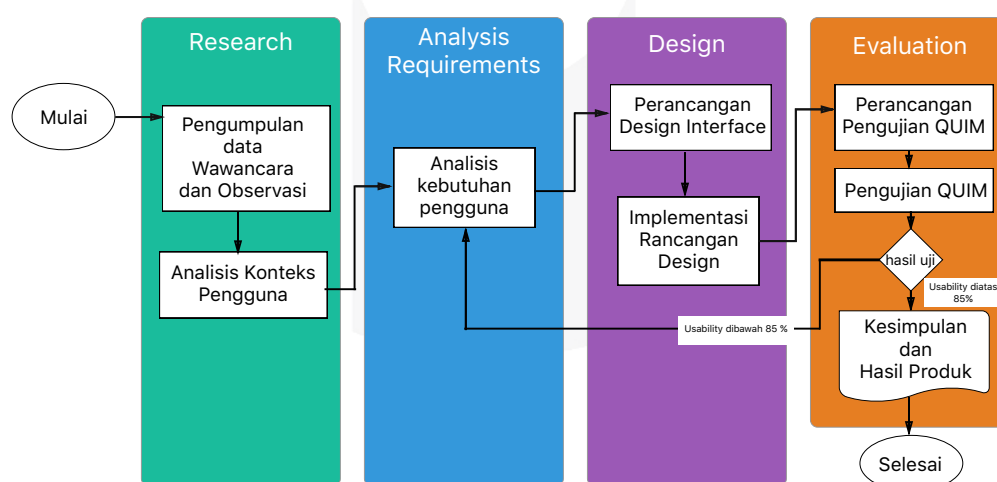 Research
Analysis
Requirements
Design
Evaluation
Mulai
Pengumpulan
data
Wawancara
dan Observasi
Analisis Konteks
Pengguna
Analisis
kebutuhan
pengguna
Perancangan
Design Interface
Implementasi
Rancangan
Design
Perancangan
Pengujian QUIM
Pengujian QUIM
hasil uji
Usability diatas
85%
Usability dibawah 85 %
Kesimpulan
dan
Hasil Produk
Selesai